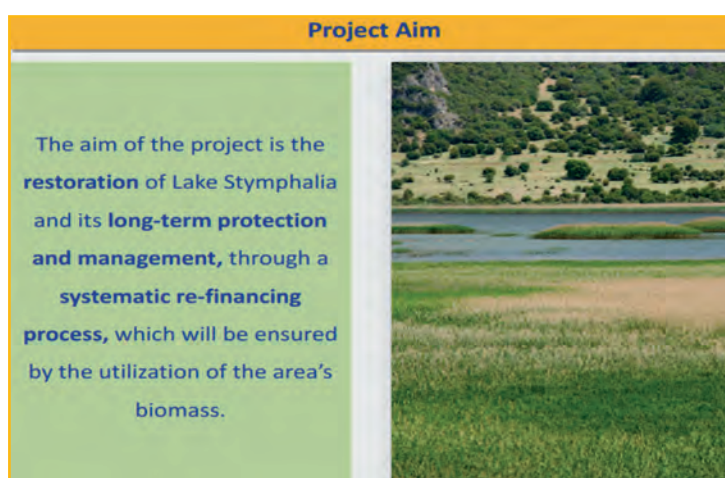 Project Aim
The aim of the project is the
restoration of Lake Stymphalia
and its long-term protection
and management, through a
systematic re-financing
process, which will be ensured
by the utilization of the area's
biomass.